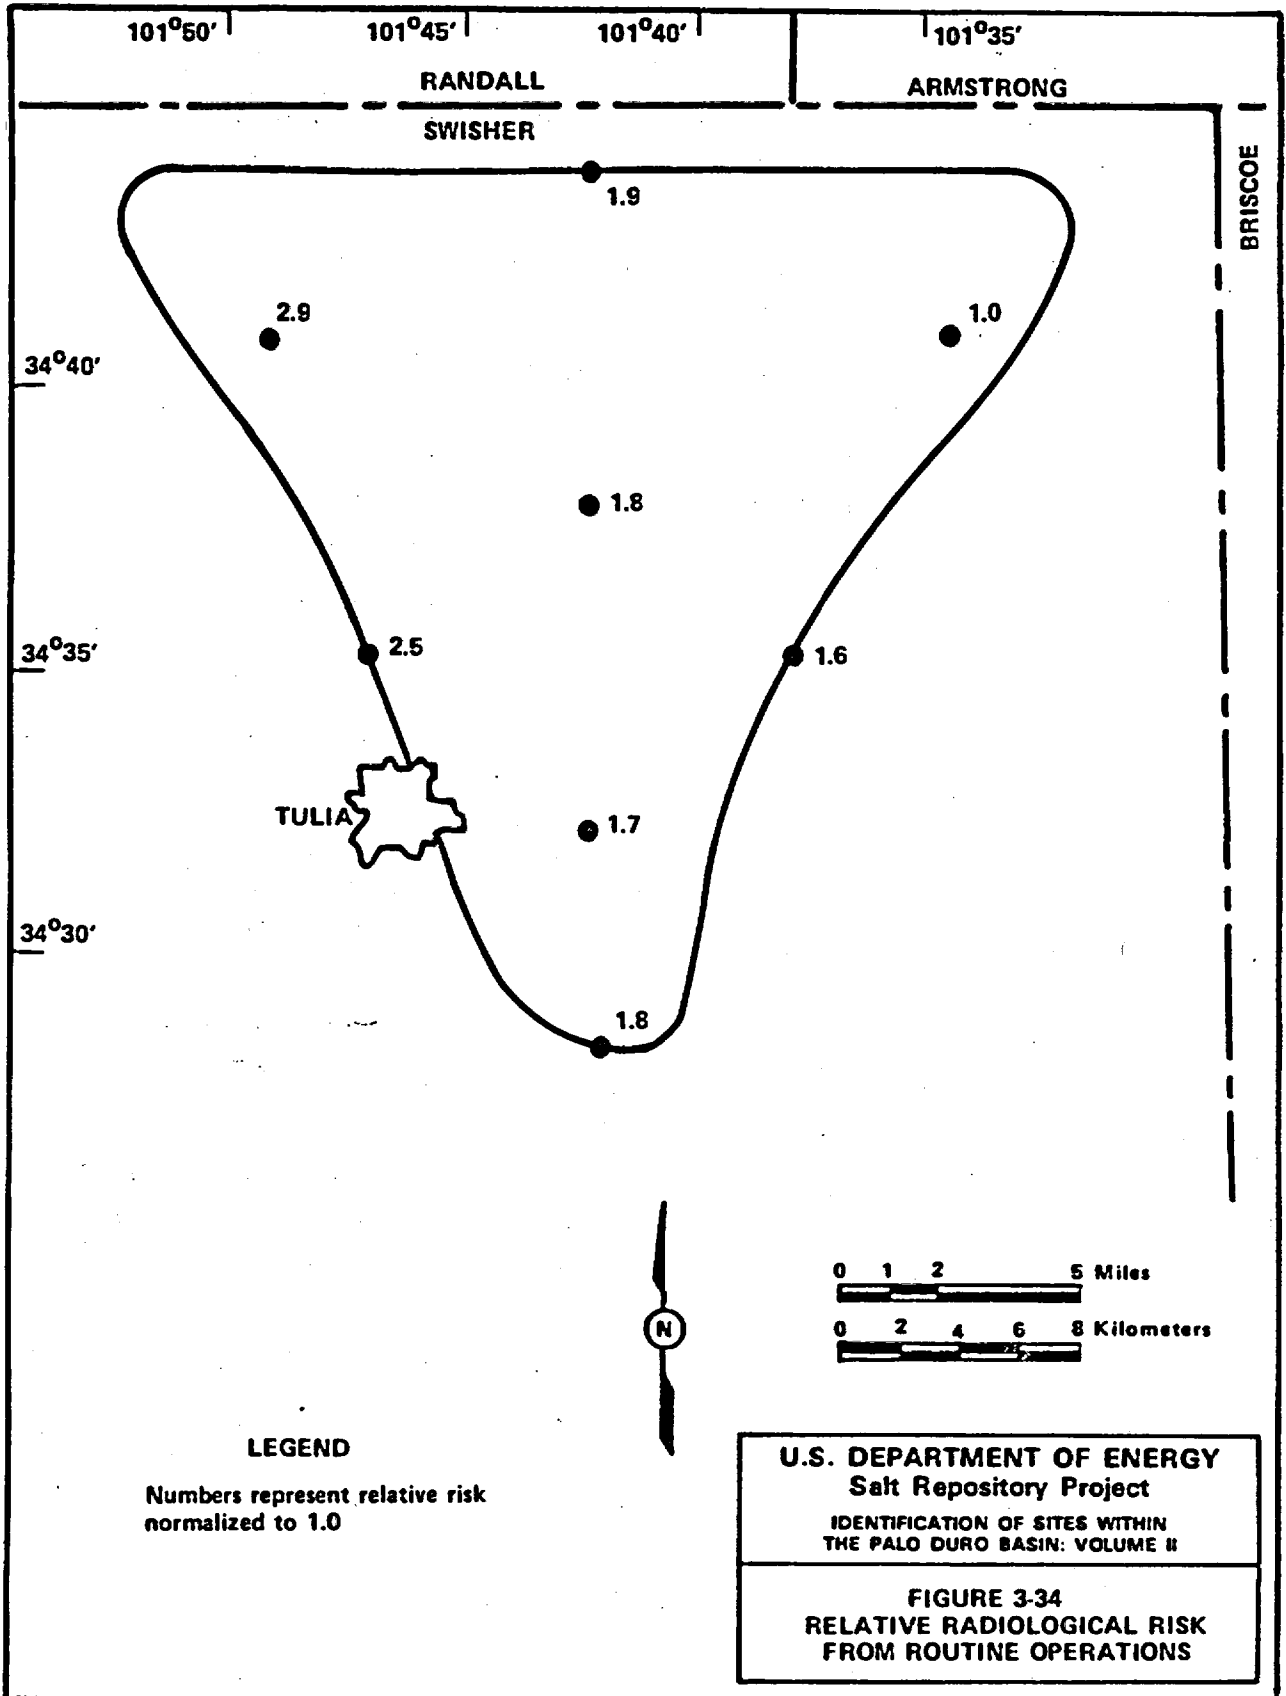 101°50′ 101°45′ 101°40′ 101°35′
RANDALL
ARMSTRONG
SWISHER
BRISCOE
1.9
2.9
1.0
34°40′
1.8
34°35′
2.5
1.6
TULIA
1.7
34°30′
1.8
0 1 2 5 Miles
0 2 4 6 8 Kilometers
N
LEGEND
Numbers represent relative risk
normalized to 1.0
U.S. DEPARTMENT OF ENERGY
Salt Repository Project
IDENTIFICATION OF SITES WITHIN
THE PALO DURO BASIN: VOLUME II
FIGURE 3-34
RELATIVE RADIOLOGICAL RISK
FROM ROUTINE OPERATIONS